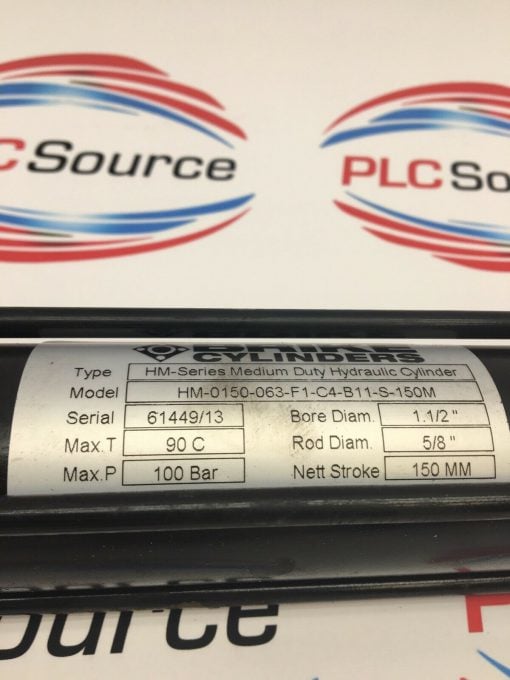 C Source
PLC So
CYLINDERS
Type HM-Series Medium Duty Hydraulic Cylinder
Model HM-0150-063-F1-C4-B11-S-150M
Serial 61449/13 Bore Diam. 1.1/2"
Max.T 90 C Rod Diam. 5/8"
Max.P 100 Bar Nett Stroke 150 MM
ource
PL